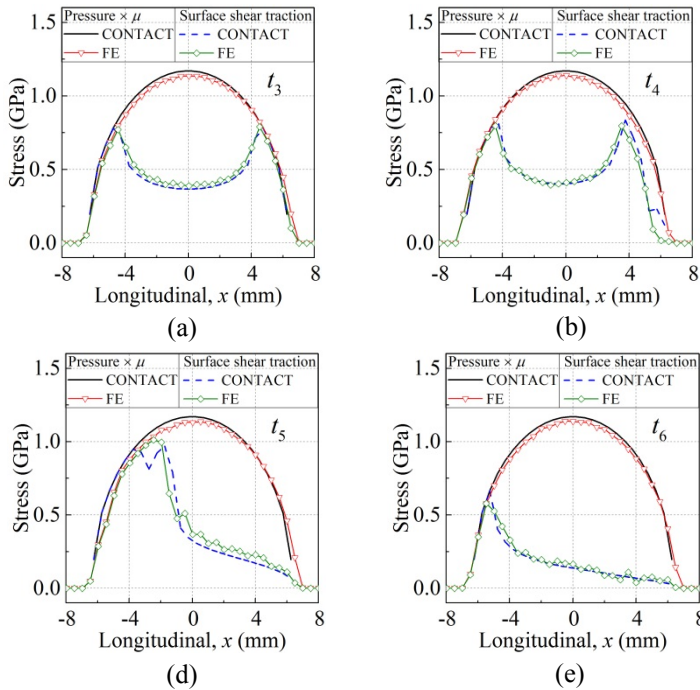 Pressure × μ Surface shear traction
CONTACT CONTACT
FE FE
t3
Stress (GPa)
1.5
1.0
0.5
0.0
-8 -4 0 4 8
Longitudinal, x (mm)
(a)
Pressure × μ Surface shear traction
CONTACT CONTACT
FE FE
t4
Stress (GPa)
1.5
1.0
0.5
0.0
-8 -4 0 4 8
Longitudinal, x (mm)
(b)
Pressure × μ Surface shear traction
CONTACT CONTACT
FE FE
t5
Stress (GPa)
1.5
1.0
0.5
0.0
-8 -4 0 4 8
Longitudinal, x (mm)
(d)
Pressure × μ Surface shear traction
CONTACT CONTACT
FE FE
t6
Stress (GPa)
1.5
1.0
0.5
0.0
-8 -4 0 4 8
Longitudinal, x (mm)
(e)